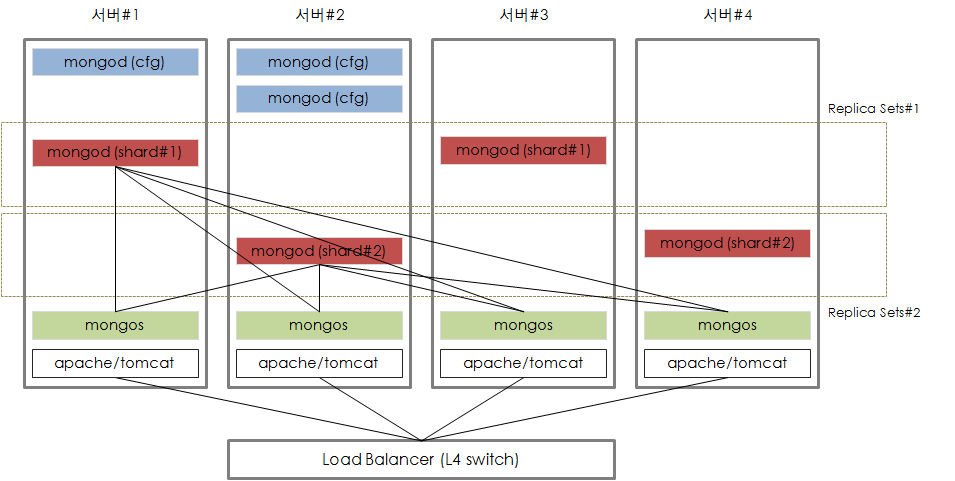 서버#1
서버#2
서버#3
서버#4
mongod (cfg)
mongod (cfg)
mongod (cfg)
Replica Sets#1
mongod (shard#1)
mongod (shard#1)
mongod (shard#2)
mongod (shard#2)
Replica Sets#2
mongos
mongos
mongos
mongos
apache/tomcat
apache/tomcat
apache/tomcat
apache/tomcat
Load Balancer (L4 switch)